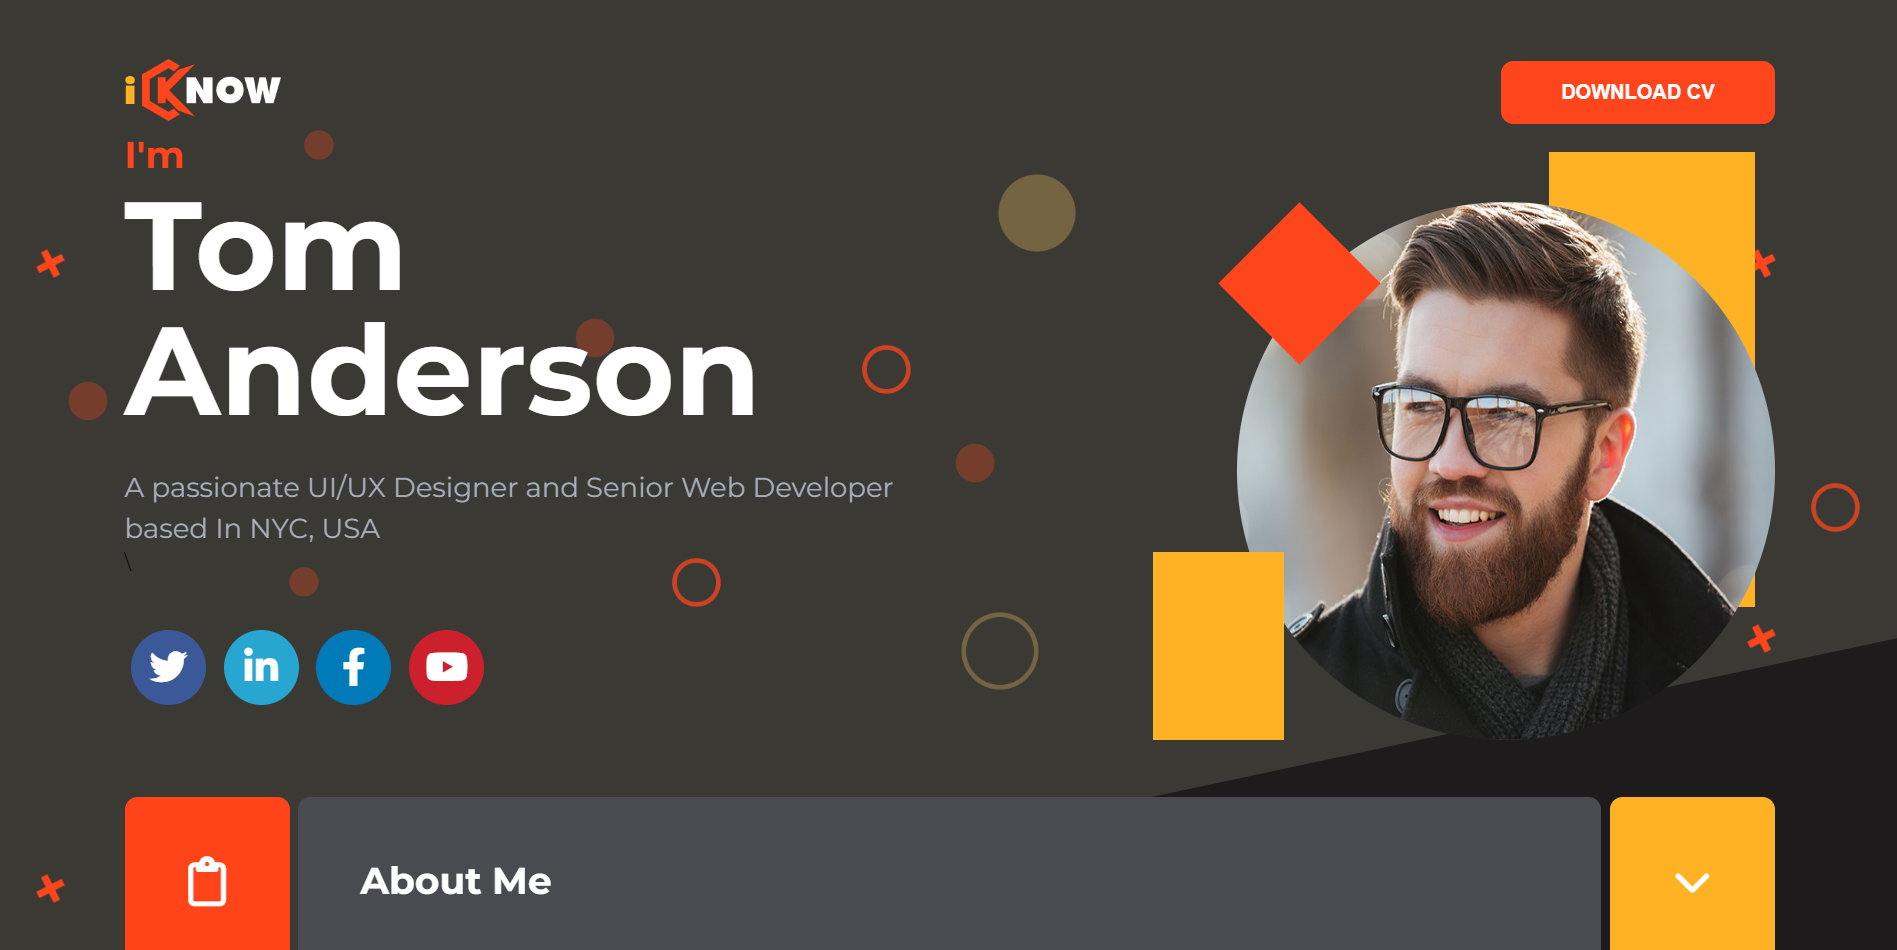 iKNOW
DOWNLOAD CV
I'm
Tom
Anderson
A passionate UI/UX Designer and Senior Web Developer
based In NYC, USA
\
in
f
About Me